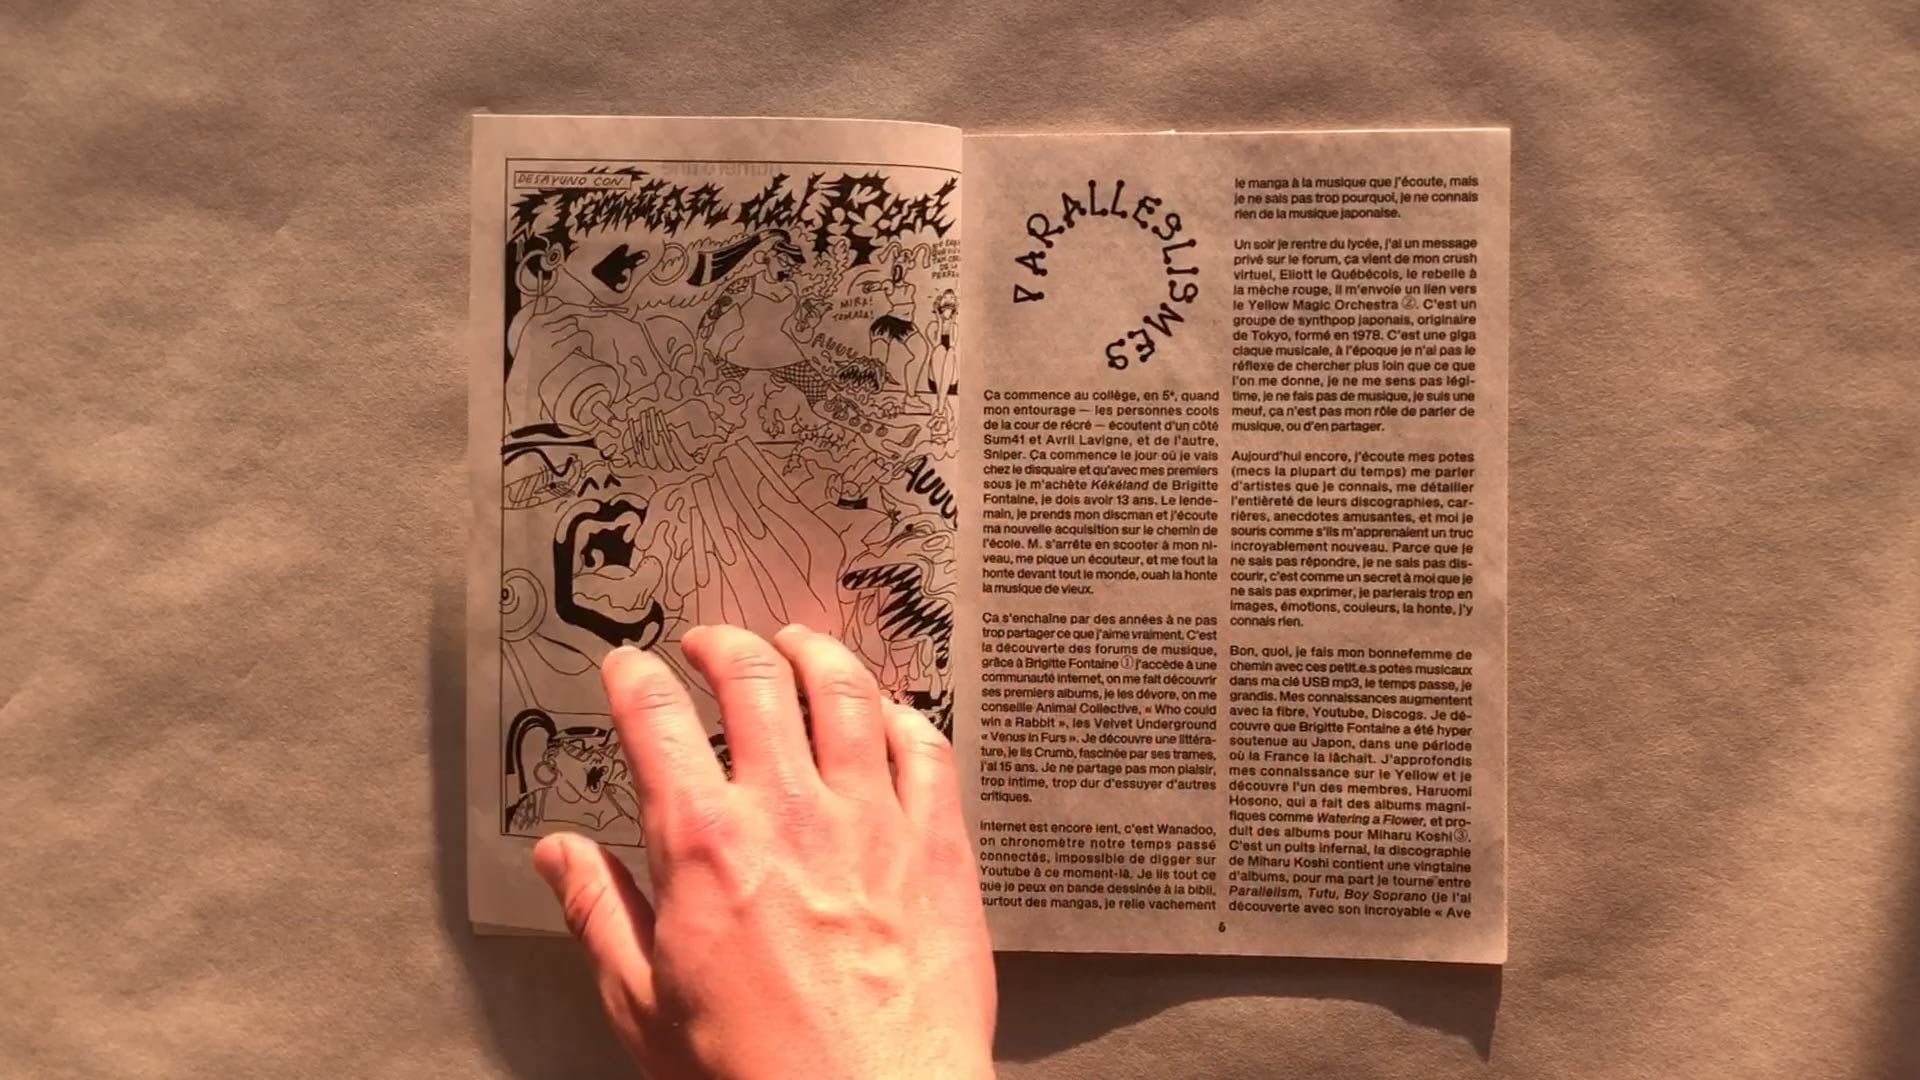 DESAYUNO CON
Tomasa del Real
MIRA!
TOMASA!
AUUUU
AUUUU
PARALLESLISMES
Ça commence au collège, en 5e, quand
mon entourage — les personnes cools
de la cour de récré — écoutent d'un côté
Sum41 et Avril Lavigne, et de l'autre,
Sniper. Ça commence le jour où je vais
chez le disquaire et qu'avec mes premiers
sous je m'achète Kékéland de Brigitte
Fontaine, je dois avoir 13 ans. Le lende-
main, je prends mon discman et j'écoute
ma nouvelle acquisition sur le chemin de
l'école. M. s'arrête en scooter à mon ni-
veau, me pique un écouteur, et me fout la
honte devant tout le monde, ouah la honte
la musique de vieux.
Ça s'enchaîne par des années à ne pas
trop partager ce que j'aime vraiment. C'est
la découverte des forums de musique,
grâce à Brigitte Fontaine ① j'accède à une
communauté internet, on me fait découvrir
ses premiers albums, je les dévore, on me
conseille Animal Collective, « Who could
win a Rabbit », les Velvet Underground
« Venus in Furs ». Je découvre une littéra-
ture, je lis Crumb, fascinée par ses trames,
j'ai 15 ans. Je ne partage pas mon plaisir,
trop intime, trop dur d'essuyer d'autres
critiques.
Internet est encore lent, c'est Wanadoo,
on chronomètre notre temps passé
connectés, impossible de digger sur
Youtube à ce moment-là. Je lis tout ce
que je peux en bande dessinée à la bibli,
surtout des mangas, je relie vachement
le manga à la musique que j'écoute, mais
je ne sais pas trop pourquoi, je ne connais
rien de la musique japonaise.
Un soir je rentre du lycée, j'ai un message
privé sur le forum, ça vient de mon crush
virtuel, Eliott le Québécois, le rebelle à
la mèche rouge, il m'envoie un lien vers
le Yellow Magic Orchestra ②. C'est un
groupe de synthpop japonais, originaire
de Tokyo, formé en 1978. C'est une giga
claque musicale, à l'époque je n'ai pas le
réflexe de chercher plus loin que ce que
l'on me donne, je ne me sens pas légi-
time, je ne fais pas de musique, je suis une
meuf, ça n'est pas mon rôle de parler de
musique, ou d'en partager.
Aujourd'hui encore, j'écoute mes potes
(mecs la plupart du temps) me parler
d'artistes que je connais, me détailler
l'entièreté de leurs discographies, car-
rières, anecdotes amusantes, et moi je
souris comme s'ils m'apprenaient un truc
incroyablement nouveau. Parce que je
ne sais pas répondre, je ne sais pas dis-
courir, c'est comme un secret à moi que je
ne sais pas exprimer, je parlerais trop en
images, émotions, couleurs, la honte, j'y
connais rien.
Bon, quoi, je fais mon bonnefemme de
chemin avec ces petit.e.s potes musicaux
dans ma clé USB mp3, le temps passe, je
grandis. Mes connaissances augmentent
avec la fibre, Youtube, Discogs. Je dé-
couvre que Brigitte Fontaine a été hyper
soutenue au Japon, dans une période
où la France la lâchait. J'approfondis
mes connaissance sur le Yellow et je
découvre l'un des membres, Haruomi
Hosono, qui a fait des albums magni-
fiques comme Watering a Flower, et pro-
duit des albums pour Miharu Koshi ③.
C'est un puits infernal, la discographie
de Miharu Koshi contient une vingtaine
d'albums, pour ma part je tourne entre
Parallelism, Tutu, Boy Soprano (je l'ai
découverte avec son incroyable « Ave
6